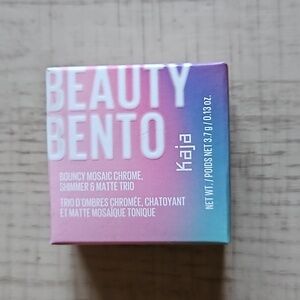 BEAUTY
BENTO
BOUNCY MOSAIC CHROME,
SHIMMER & MATTE TRIO
TRIO D'OMBRES CHROMÉE, CHATOYANT
ET MATTE MOSAÏQUE TONIQUE
Kaja
NET WT. / POIDS NET 3.7 g / 0.13 oz.